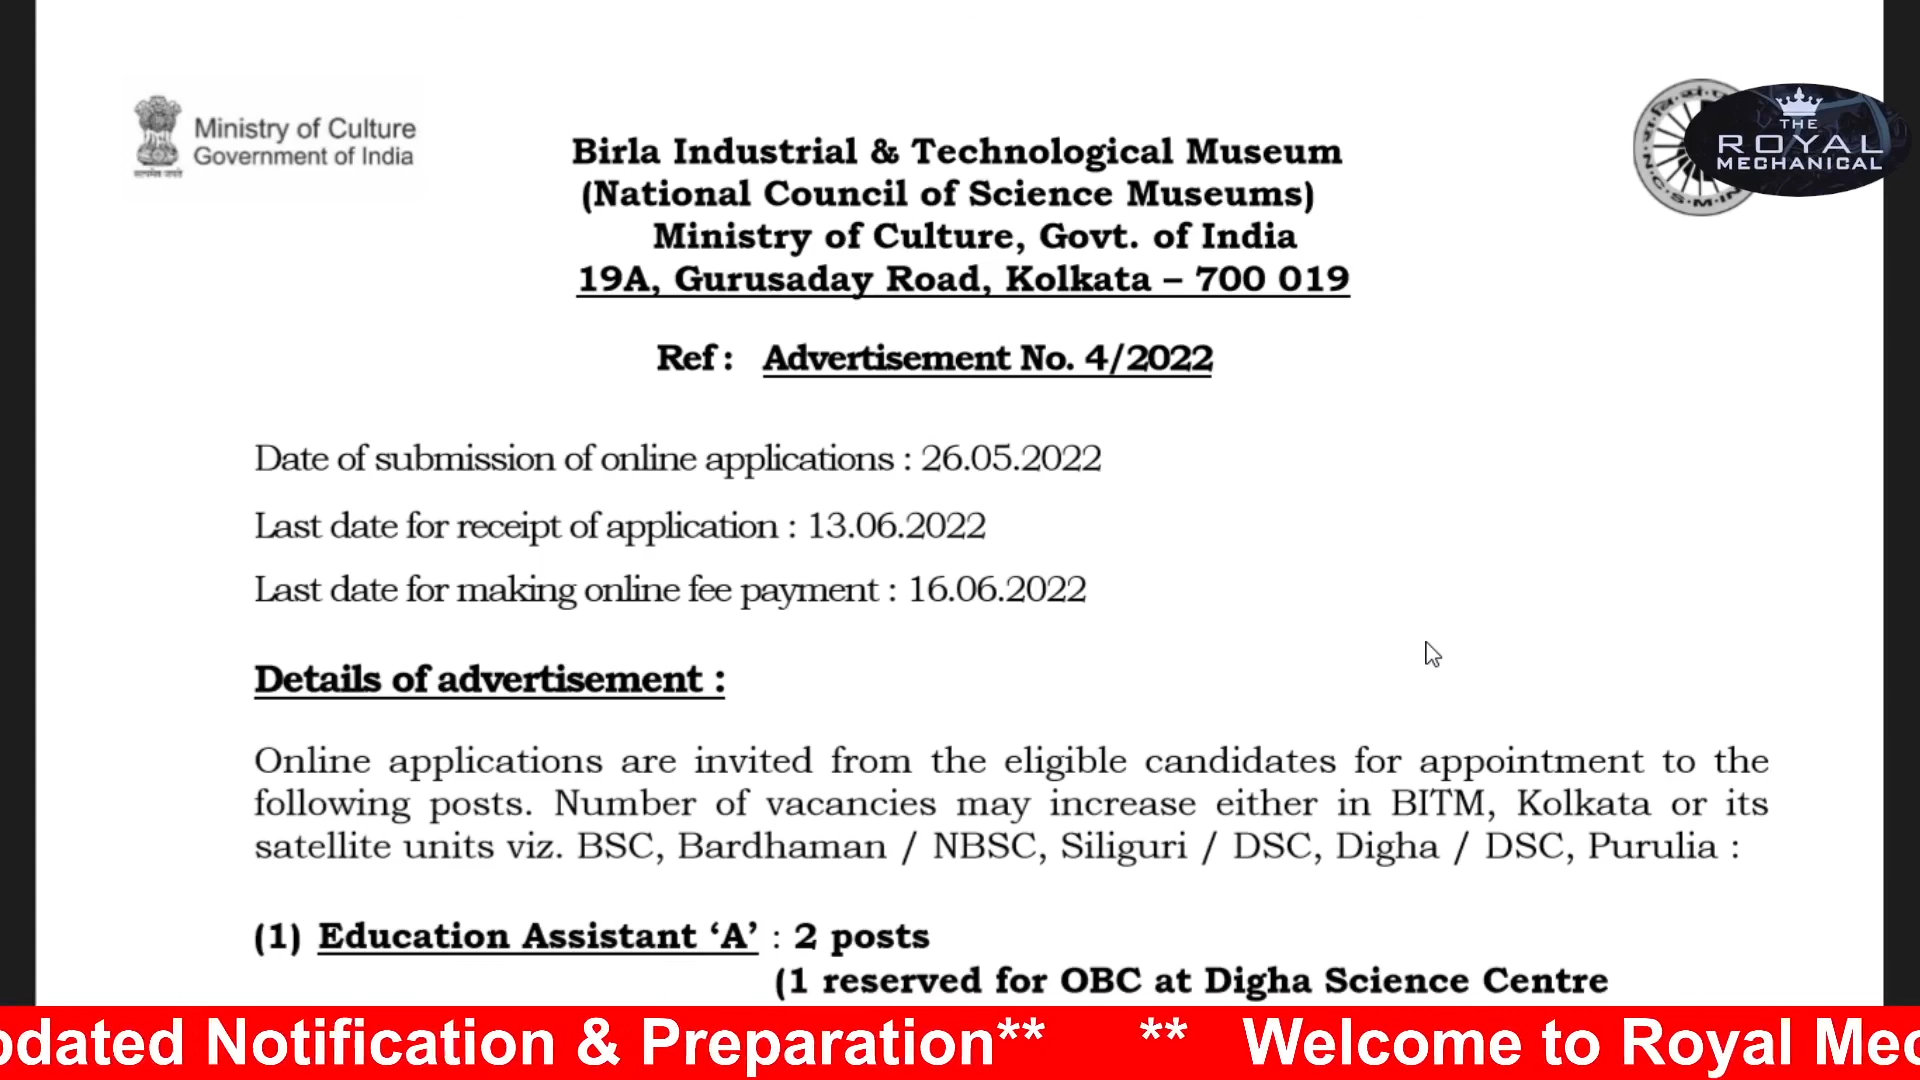 Ministry of Culture
Government of India
सत्यमेव जयते
Birla Industrial & Technological Museum
(National Council of Science Museums)
Ministry of Culture, Govt. of India
19A, Gurusaday Road, Kolkata – 700 019
THE
ROYAL
MECHANICAL
N.C.S.M.IN
Ref : Advertisement No. 4/2022
Date of submission of online applications : 26.05.2022
Last date for receipt of application : 13.06.2022
Last date for making online fee payment : 16.06.2022
Details of advertisement :
Online applications are invited from the eligible candidates for appointment to the
following posts. Number of vacancies may increase either in BITM, Kolkata or its
satellite units viz. BSC, Bardhaman / NBSC, Siliguri / DSC, Digha / DSC, Purulia :
(1) Education Assistant ‘A’ : 2 posts
(1 reserved for OBC at Digha Science Centre
pdated Notification & Preparation** ** Welcome to Royal Mec